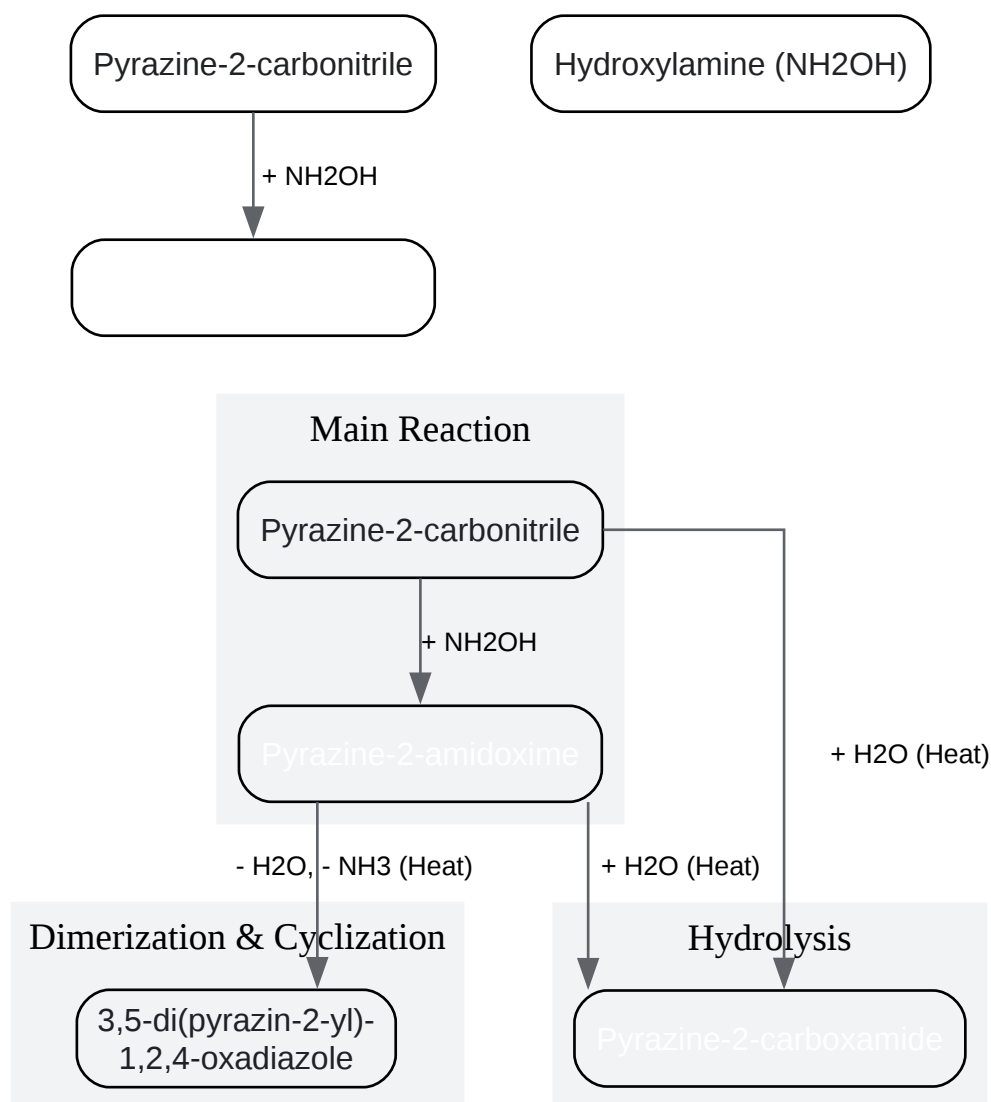 Pyrazine-2-carbonitrile
Hydroxylamine (NH2OH)
+ NH2OH
Main Reaction
Pyrazine-2-carbonitrile
+ NH2OH
Pyrazine-2-amidoxime
+ H2O (Heat)
- H2O, - NH3 (Heat)
+ H2O (Heat)
Dimerization & Cyclization
Hydrolysis
3,5-di(pyrazin-2-yl)-
1,2,4-oxadiazole
Pyrazine-2-carboxamide